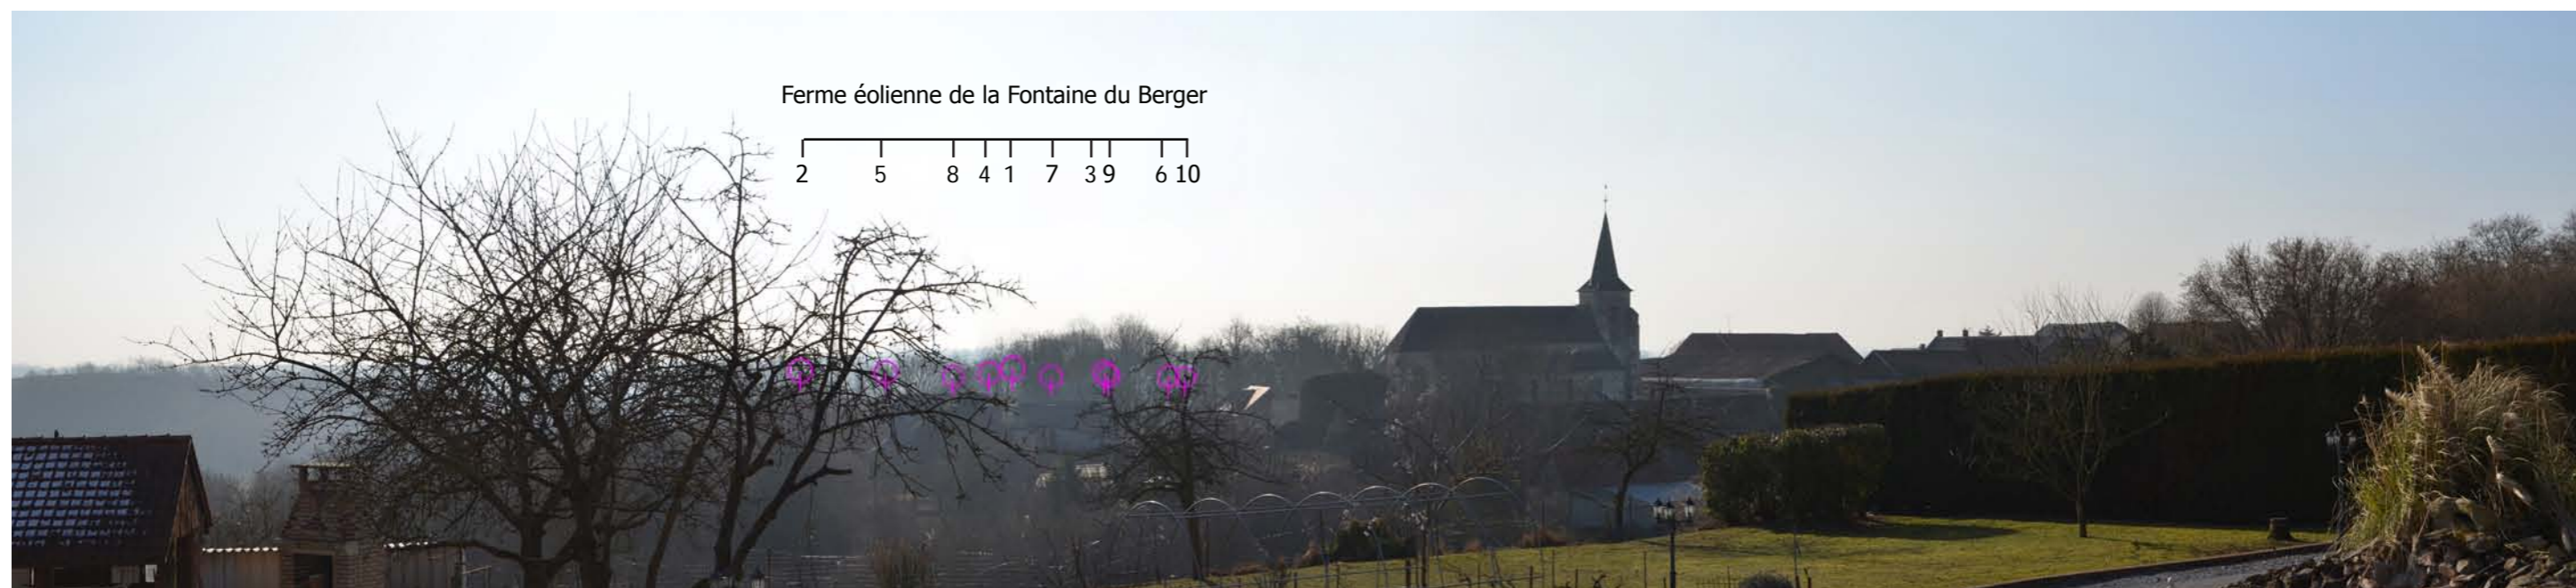 Ferme éolienne de la Fontaine du Berger
2 5 8 4 1 7 3 9 6 10